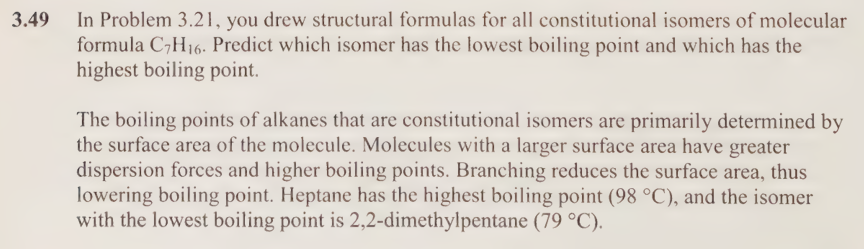 3.49 In Problem 3.21, you drew structural formulas for all constitutional isomers of molecular
formula C₇H₁₆. Predict which isomer has the lowest boiling point and which has the
highest boiling point.
The boiling points of alkanes that are constitutional isomers are primarily determined by
the surface area of the molecule. Molecules with a larger surface area have greater
dispersion forces and higher boiling points. Branching reduces the surface area, thus
lowering boiling point. Heptane has the highest boiling point (98 °C), and the isomer
with the lowest boiling point is 2,2-dimethylpentane (79 °C).